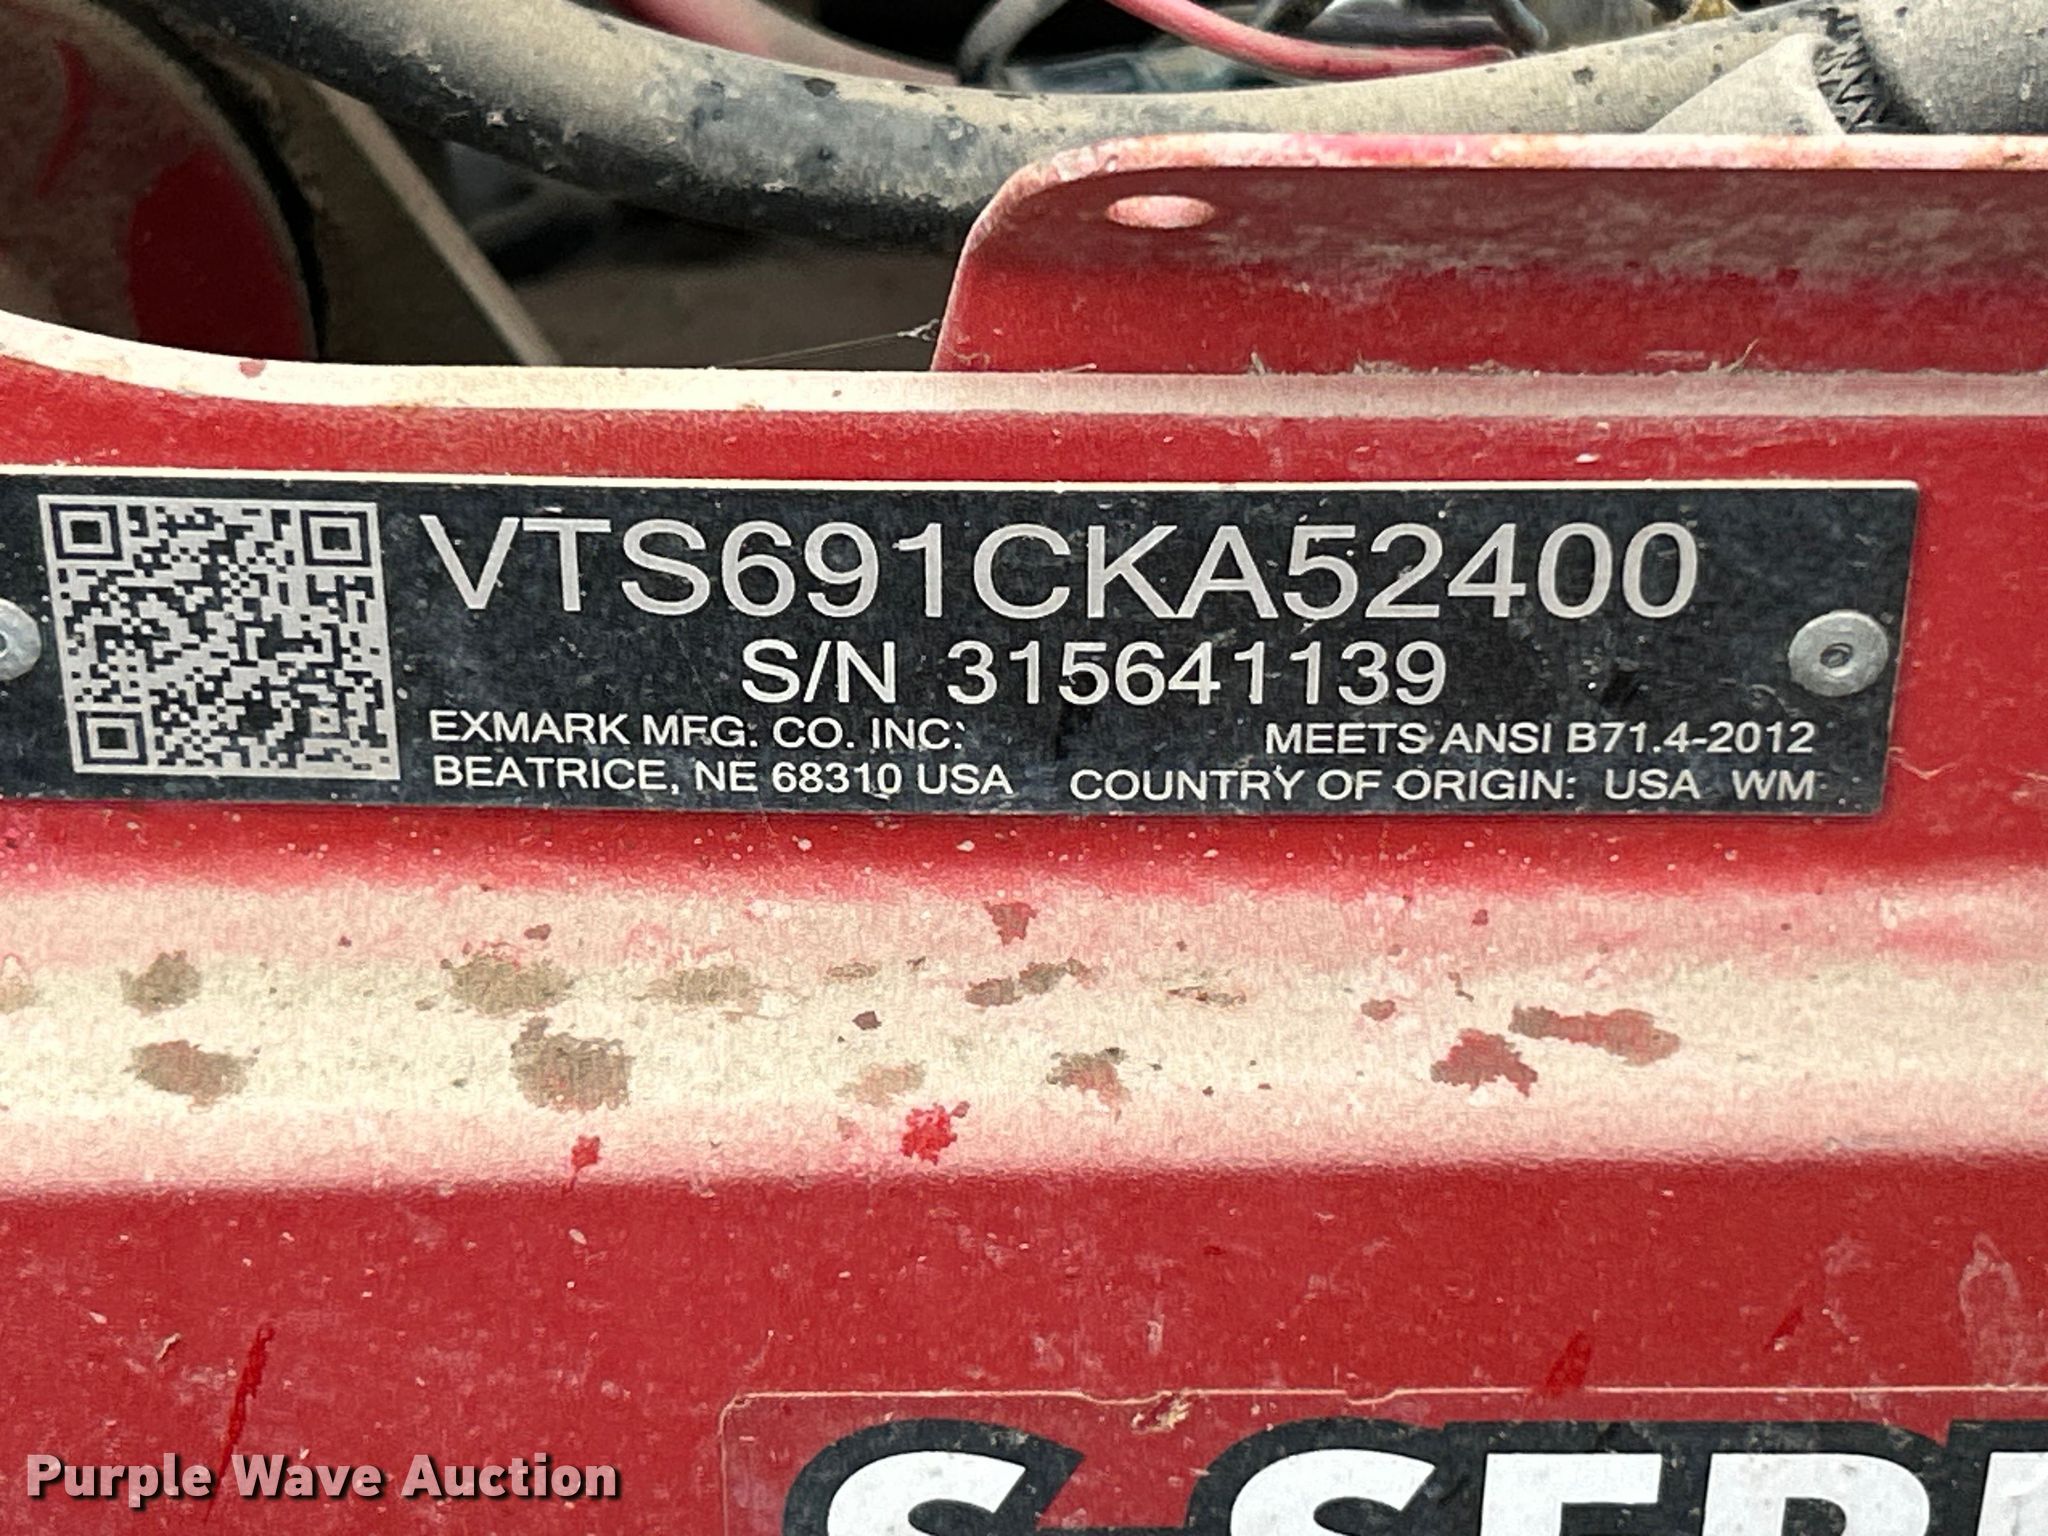 VTS691CKA52400
S/N 315641139
EXMARK MFG. CO. INC.
MEETS ANSI B71.4-2012
BEATRICE, NE 68310 USA
COUNTRY OF ORIGIN: USA WM
S-SERI
Purple Wave Auction